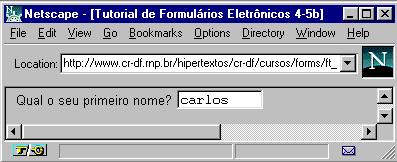 Netscape - [Tutorial de Formulários Eletrônicos 4-5b]
File Edit View Go Bookmarks Options Directory Window Help
Location: http://www.cr-df.rnp.br/hipertextos/cr-df/cursos/forms/ft_
N
Qual o seu primeiro nome? carlos